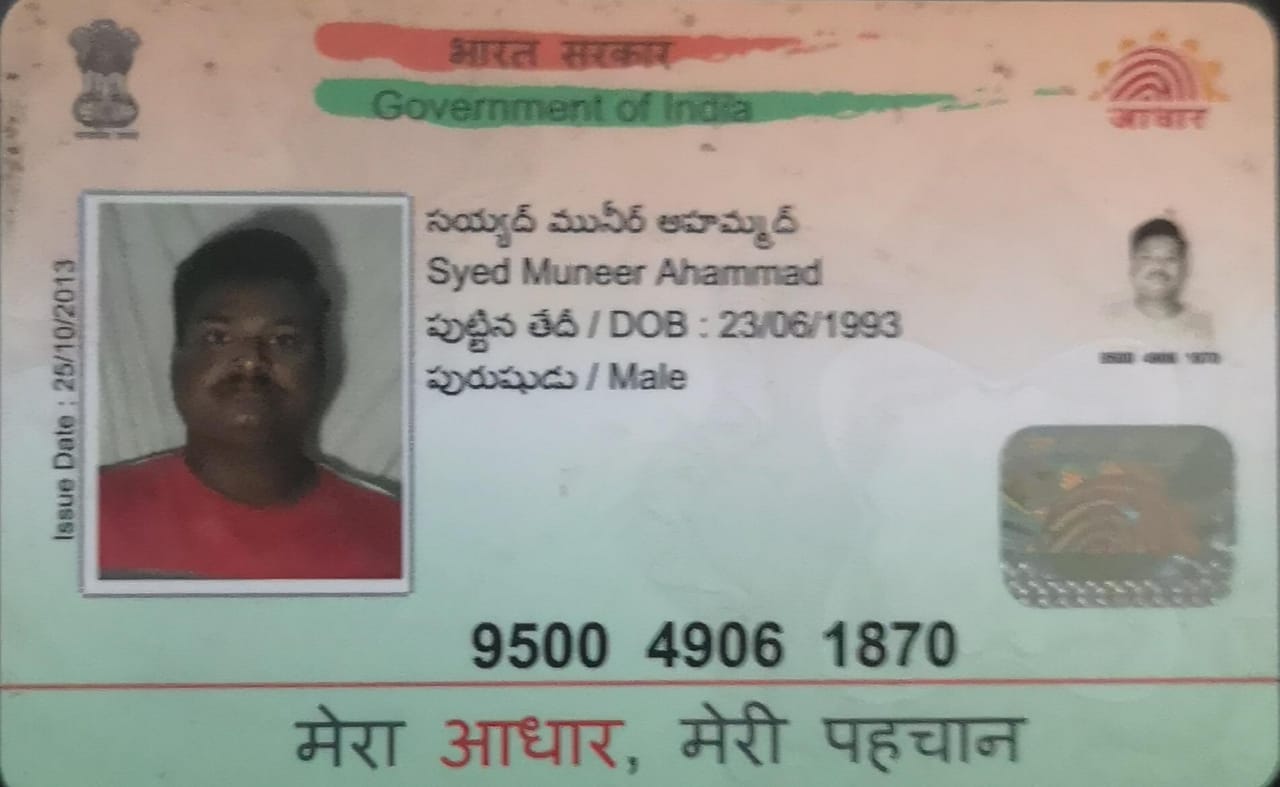 भारत सरकार
Government of India
आधार
సయ్యద్ మునీర్ అహమ్మద్
Syed Muneer Ahammad
పుట్టిన తేదీ / DOB : 23/06/1993
పురుషుడు / Male
Issue Date : 25/10/2013
9500 4906 1870
9500 4906 1870
मेरा आधार, मेरी पहचान